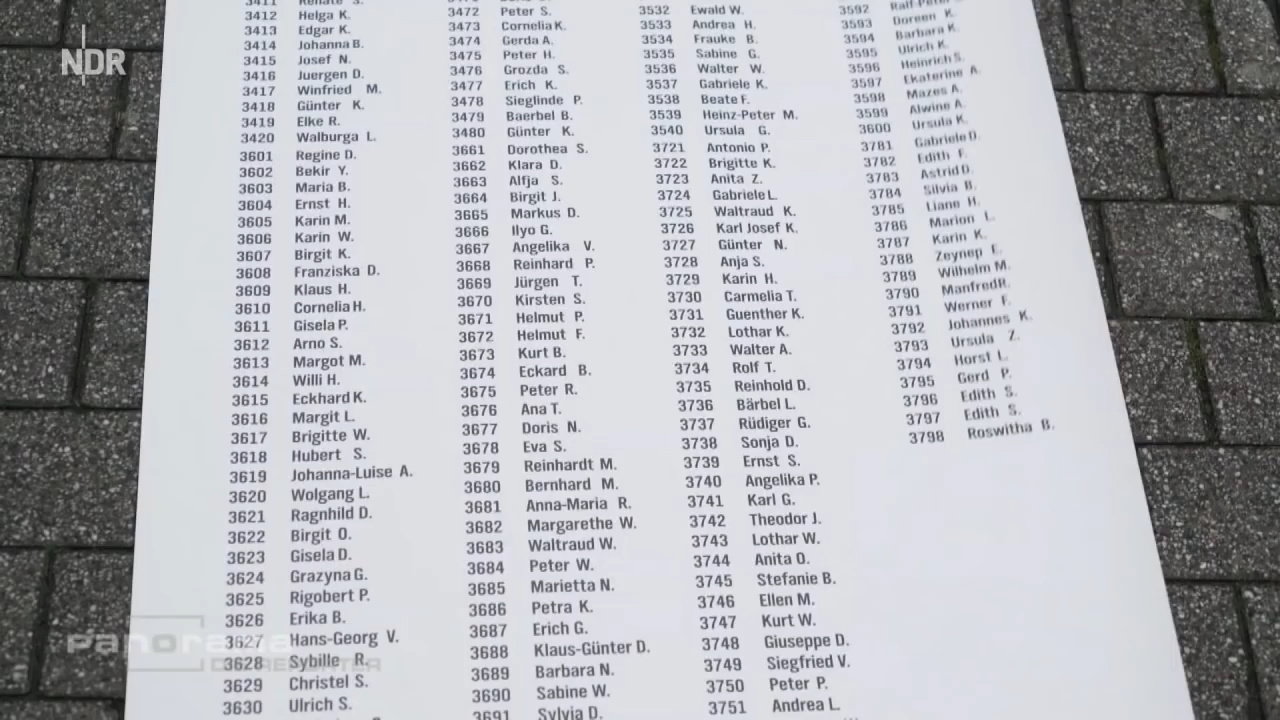 NDR
3411 Renate S.
3412 Helga K.
3413 Edgar K.
3414 Johanna B.
3415 Josef N.
3416 Juergen D.
3417 Winfried M.
3418 Günter K.
3419 Elke R.
3420 Walburga L.
3601 Regine D.
3602 Bekir Y.
3603 Maria B.
3604 Ernst H.
3605 Karin M.
3606 Karin W.
3607 Birgit K.
3608 Franziska D.
3609 Klaus H.
3610 Cornelia H.
3611 Gisela P.
3612 Arno S.
3613 Margot M.
3614 Willi H.
3615 Eckhard K.
3616 Margit L.
3617 Brigitte W.
3618 Hubert S.
3619 Johanna-Luise A.
3620 Wolgang L.
3621 Ragnhild D.
3622 Birgit O.
3623 Gisela D.
3624 Grazyna G.
3625 Rigobert P.
3626 Erika B.
3627 Hans-Georg V.
3628 Sybille R.
3629 Christel S.
3630 Ulrich S.
3472 Peter S.
3473 Cornelia K.
3474 Gerda A.
3475 Peter H.
3476 Grozda S.
3477 Erich K.
3478 Sieglinde P.
3479 Baerbel B.
3480 Günter K.
3661 Dorothea S.
3662 Klara D.
3663 Alfja S.
3664 Birgit J.
3665 Markus D.
3666 Ilyo G.
3667 Angelika V.
3668 Reinhard P.
3669 Jürgen T.
3670 Kirsten S.
3671 Helmut P.
3672 Helmut F.
3673 Kurt B.
3674 Eckard B.
3675 Peter R.
3676 Ana T.
3677 Doris N.
3678 Eva S.
3679 Reinhardt M.
3680 Bernhard M.
3681 Anna-Maria R.
3682 Margarethe W.
3683 Waltraud W.
3684 Peter W.
3685 Marietta N.
3686 Petra K.
3687 Erich G.
3688 Klaus-Günter D.
3689 Barbara N.
3690 Sabine W.
3691 Sylvia D.
3532 Ewald W.
3533 Andrea H.
3534 Frauke B.
3535 Sabine G.
3536 Walter W.
3537 Gabriele K.
3538 Beate F.
3539 Heinz-Peter M.
3540 Ursula G.
3721 Antonio P.
3722 Brigitte K.
3723 Anita Z.
3724 Gabriele L.
3725 Waltraud K.
3726 Karl Josef K.
3727 Günter N.
3728 Anja S.
3729 Karin H.
3730 Carmelia T.
3731 Guenther K.
3732 Lothar K.
3733 Walter A.
3734 Rolf T.
3735 Reinhold D.
3736 Bärbel L.
3737 Rüdiger G.
3738 Sonja D.
3739 Ernst S.
3740 Angelika P.
3741 Karl G.
3742 Theodor J.
3743 Lothar W.
3744 Anita O.
3745 Stefanie B.
3746 Ellen M.
3747 Kurt W.
3748 Giuseppe D.
3749 Siegfried V.
3750 Peter P.
3751 Andrea L.
3592 Ralf-Peter
3593 Doreen K.
3594 Barbara K.
3595 Ulrich K.
3596 Heinrich S.
3597 Ekaterine A.
3598 Mazes A.
3599 Alwine A.
3600 Ursula K.
3781 Gabriele D.
3782 Edith F.
3783 Astrid D.
3784 Silvia B.
3785 Liane H.
3786 Marion L.
3787 Karin K.
3788 Zeynep E.
3789 Wilhelm M.
3790 Manfred R.
3791 Werner F.
3792 Johannes K.
3793 Ursula Z.
3794 Horst L.
3795 Gerd P.
3796 Edith S.
3797 Edith S.
3798 Roswitha B.
panorama
DIE REPORTER